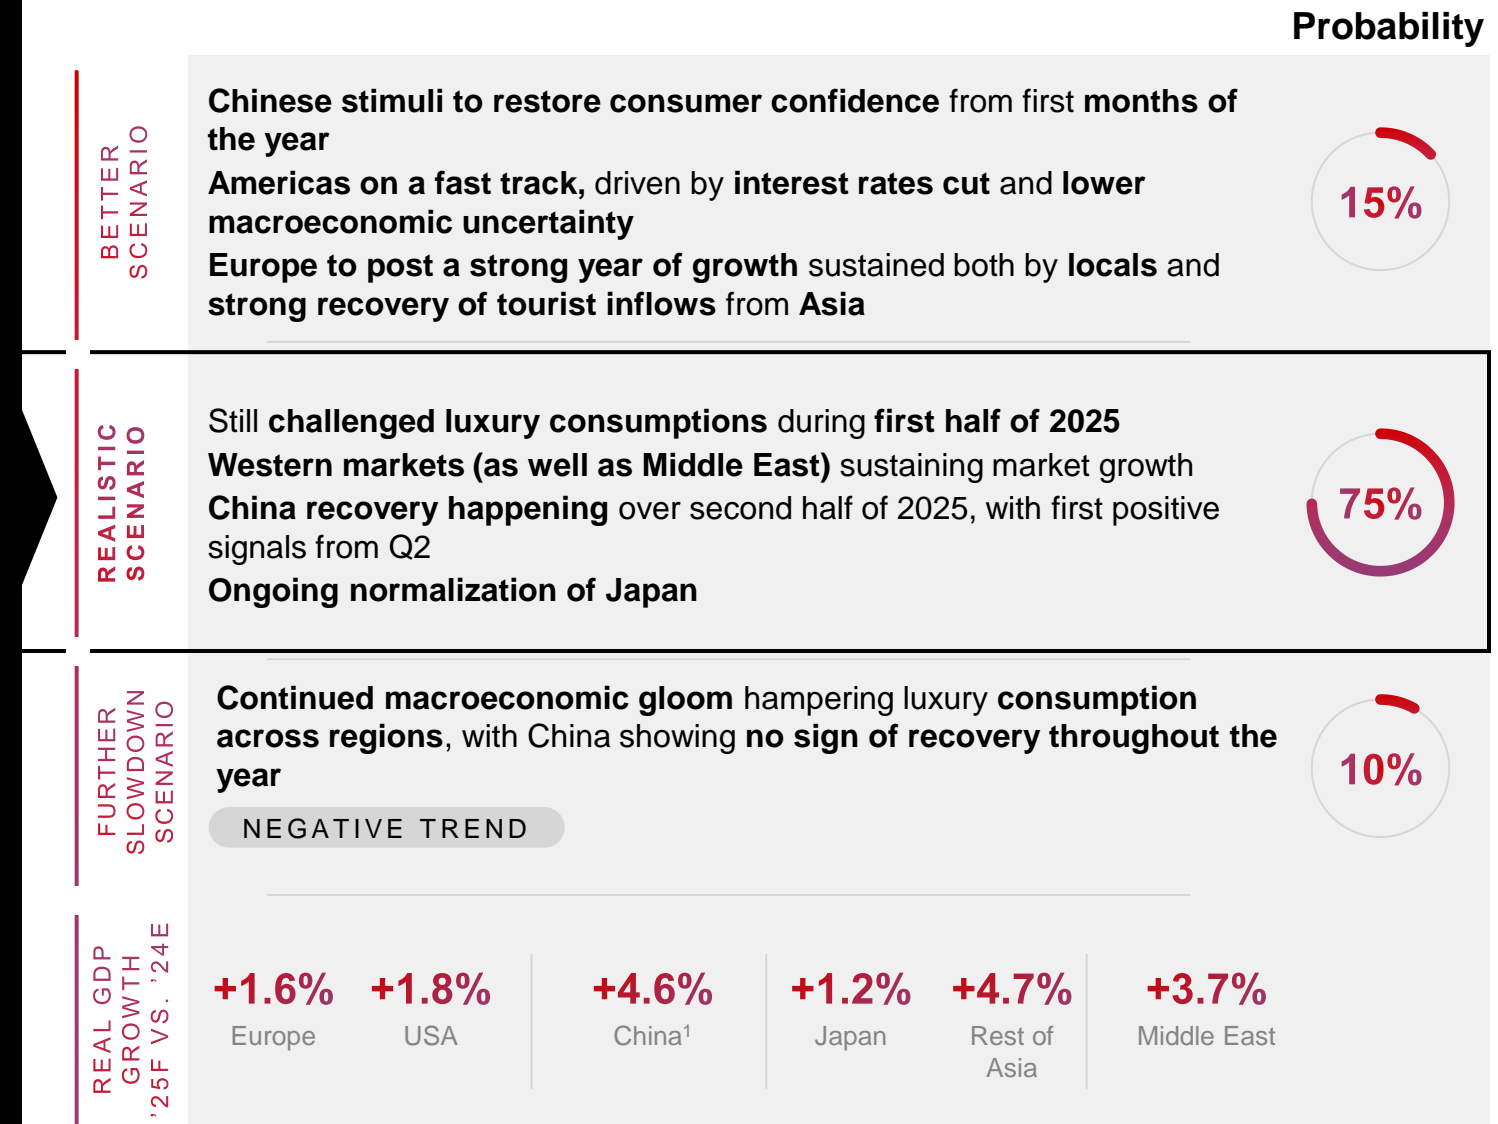 Probability
BETTER
SCENARIO
Chinese stimuli to restore consumer confidence from first months of
the year
Americas on a fast track, driven by interest rates cut and lower
macroeconomic uncertainty
Europe to post a strong year of growth sustained both by locals and
strong recovery of tourist inflows from Asia
15%
REALISTIC
SCENARIO
Still challenged luxury consumptions during first half of 2025
Western markets (as well as Middle East) sustaining market growth
China recovery happening over second half of 2025, with first positive
signals from Q2
Ongoing normalization of Japan
75%
FURTHER
SLOWDOWN
SCENARIO
Continued macroeconomic gloom hampering luxury consumption
across regions, with China showing no sign of recovery throughout the
year
NEGATIVE TREND
10%
REAL GDP
GROWTH
’25F VS. ’24E
+1.6% +1.8% +4.6% +1.2% +4.7% +3.7%
Europe USA China¹ Japan Rest of Middle East
Asia